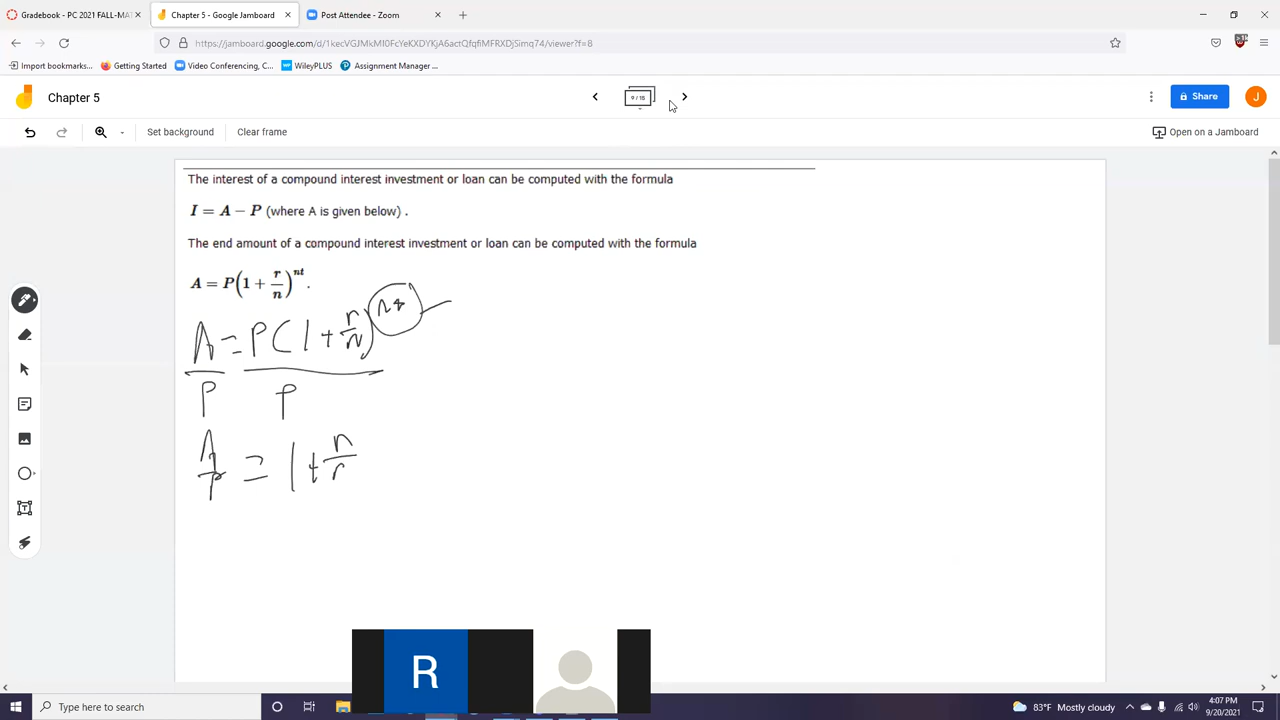 Gradebook - PC 2021 FALL-MAT
Chapter 5 - Google Jamboard
Post Attendee - Zoom
https://jamboard.google.com/d/1kecVGJMkMI0FcYeKXDYKjA6actQfqfiMFRXDjSimq74/viewer?f=8
Import bookmarks...
Getting Started
Video Conferencing, C...
WileyPLUS
Assignment Manager ...
Chapter 5
9 / 15
Share
J
Set background
Clear frame
Open on a Jamboard
The interest of a compound interest investment or loan can be computed with the formula
I = A − P (where A is given below) .
The end amount of a compound interest investment or loan can be computed with the formula
A = P(1 + r/n)^nt.
A = P(1 + r/n)
P P
A/P = 1 + n/r
R
Type here to search
83°F Mostly cloudy
4:07 PM
9/20/2021